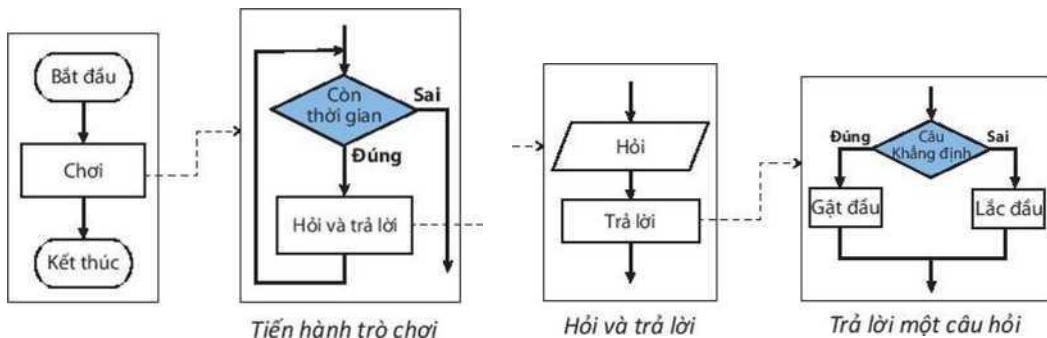 Bắt đầu
Chơi
Kết thúc
Còn
thời gian
Sai
Đúng
Hỏi và trả lời
Tiến hành trò chơi
Hỏi
Trả lời
Hỏi và trả lời
Đúng
Câu
Khẳng định
Sai
Gật đầu
Lắc đầu
Trả lời một câu hỏi